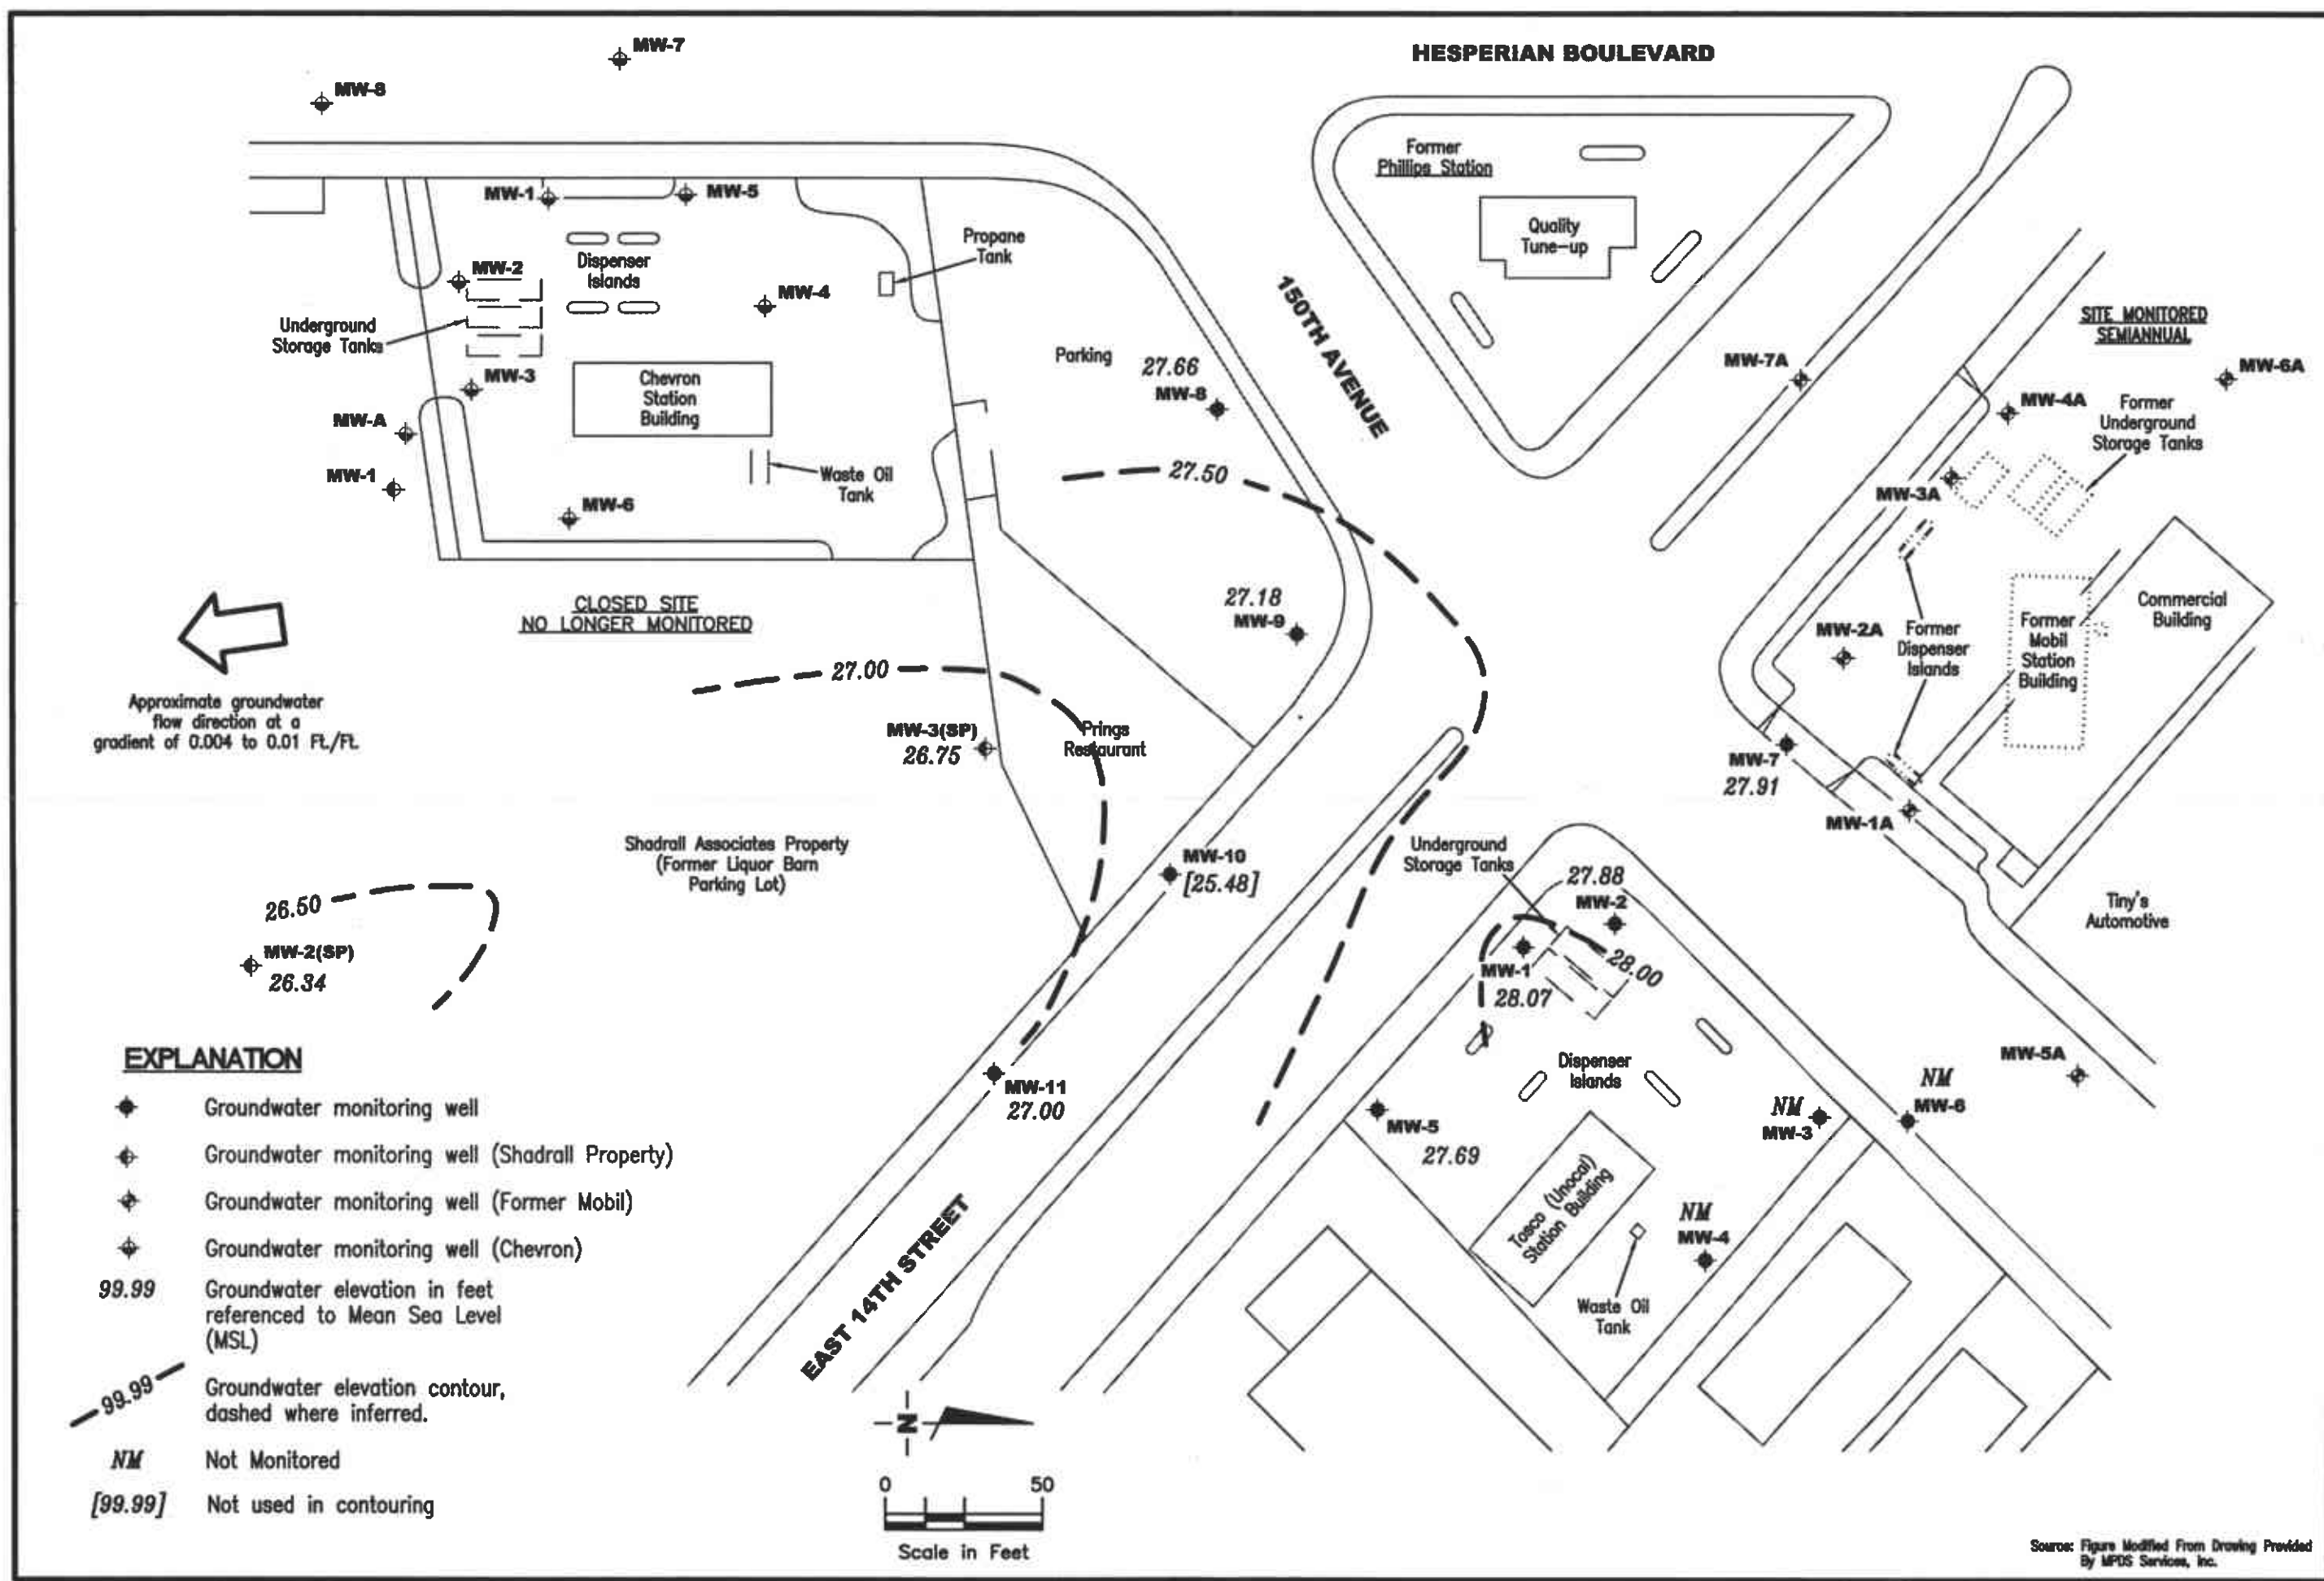 HESPERIAN BOULEVARD
MW-7
MW-8
MW-1
MW-5
MW-2
Dispenser
Islands
MW-4
Underground
Storage Tanks
MW-3
MW-A
MW-1
Chevron
Station
Building
MW-6
Waste Oil
Tank
Propane
Tank
CLOSED SITE
NO LONGER MONITORED
Former
Phillips Station
Quality
Tune-up
150TH AVENUE
Parking
27.66
MW-8
27.50
27.18
MW-9
SITE MONITORED
SEMIANNUAL
MW-7A
MW-6A
MW-4A
Former
Underground
Storage Tanks
MW-3A
MW-2A
Former
Dispenser
Islands
Former
Mobil
Station
Building
Commercial
Building
MW-7
27.91
MW-1A
Tiny's
Automotive
Approximate groundwater
flow direction at a
gradient of 0.004 to 0.01 Ft./Ft.
27.00
MW-3(SP)
26.75
Prings
Restaurant
Shadrall Associates Property
(Former Liquor Barn
Parking Lot)
MW-10
[25.48]
26.50
MW-2(SP)
26.34
Underground
Storage Tanks
27.88
MW-2
MW-1
28.07
28.00
Dispenser
Islands
MW-5
27.69
MW-11
27.00
MW-5A
NM
MW-6
NM
MW-3
NM
MW-4
Tosco (Unocal)
Station Building
Waste Oil
Tank
EAST 14TH STREET
EXPLANATION
Groundwater monitoring well
Groundwater monitoring well (Shadrall Property)
Groundwater monitoring well (Former Mobil)
Groundwater monitoring well (Chevron)
99.99 Groundwater elevation in feet
referenced to Mean Sea Level
(MSL)
99.99 Groundwater elevation contour,
dashed where inferred.
NM Not Monitored
[99.99] Not used in contouring
N
0 50
Scale in Feet
Source: Figure Modified From Drawing Provided
By MPDS Services, Inc.